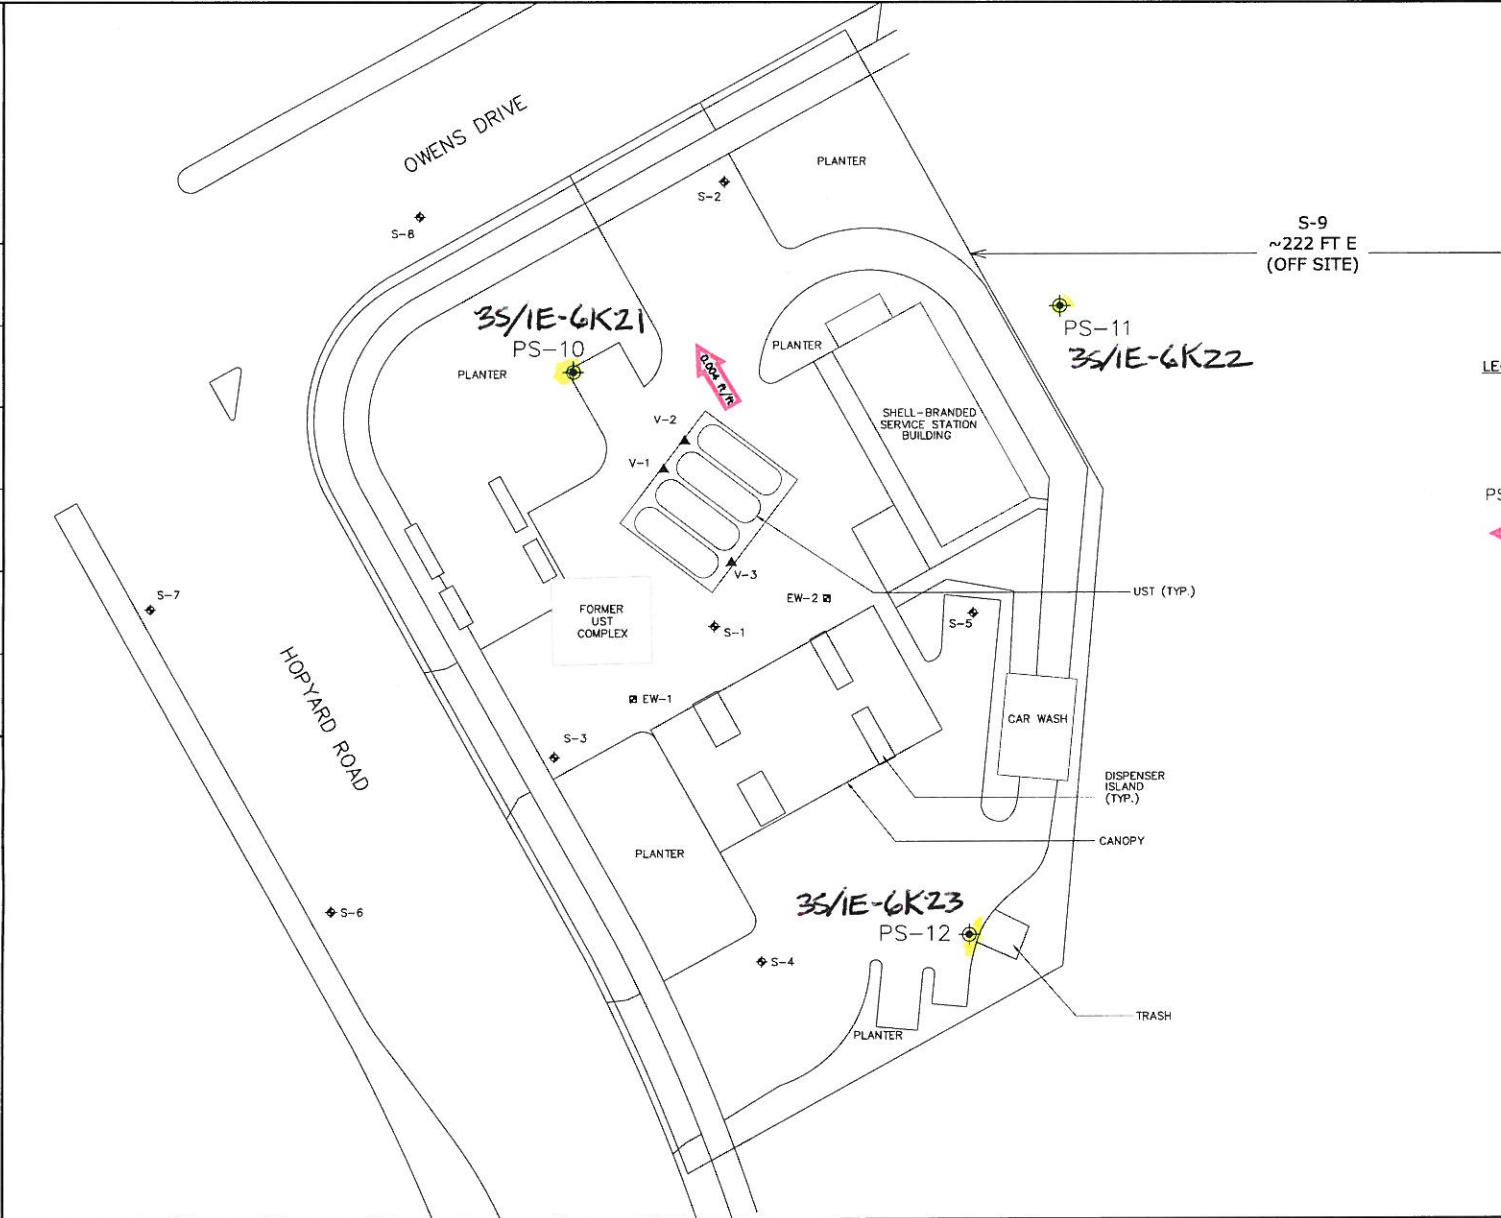 OWENS DRIVE
PLANTER
S-2
S-8
S-9
~222 FT E
(OFF SITE)
3S/1E-6K21
PS-10
PLANTER
0.004 ft/ft
PLANTER
PS-11
3S/1E-6K22
LE
SHELL-BRANDED
SERVICE STATION
BUILDING
V-2
V-1
PS
V-3
UST (TYP.)
S-7
FORMER
UST
COMPLEX
EW-2
S-5
S-1
HOPYARD ROAD
EW-1
CAR WASH
S-3
DISPENSER
ISLAND
(TYP.)
CANOPY
PLANTER
3S/1E-6K23
PS-12
S-6
S-4
TRASH
PLANTER